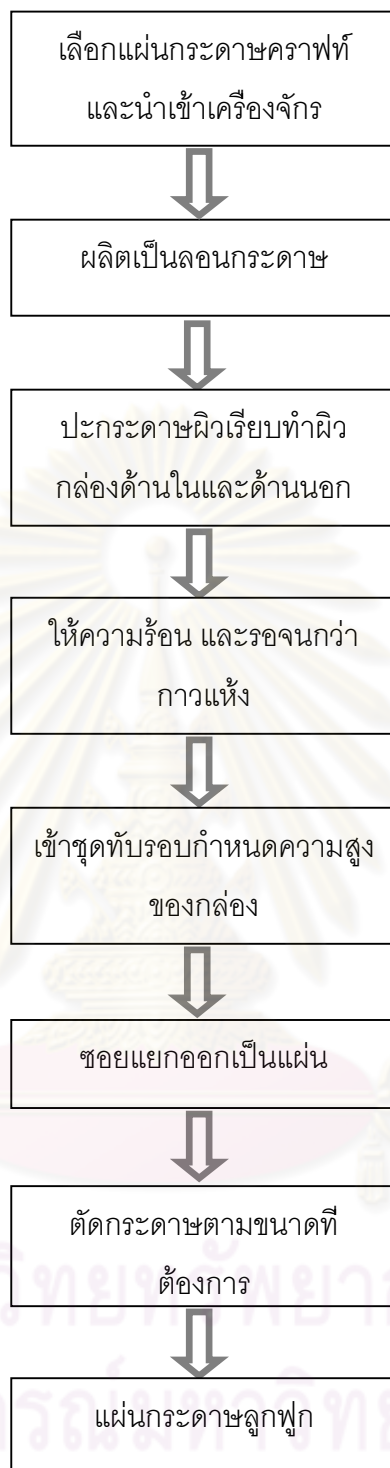 เลือกแผ่นกระดาษคราฟท์
และนำเข้าเครื่องจักร
ผลิตเป็นลอนกระดาษ
ปะกระดาษผิวเรียบทำผิว
กล่องด้านในและด้านนอก
ให้ความร้อน และรอจนกว่า
กาวแห้ง
เข้าชุดทับรอบกำหนดความสูง
ของกล่อง
ซอยแยกออกเป็นแผ่น
ตัดกระดาษตามขนาดที่
ต้องการ
แผ่นกระดาษลูกฟูก